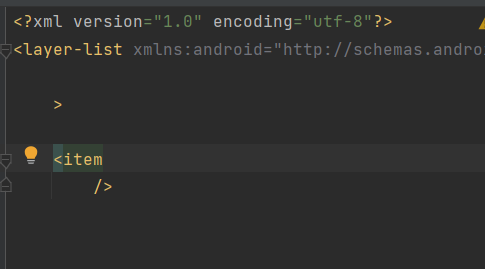 <?xml version="1.0" encoding="utf-8"?>
<layer-list xmlns:android="http://schemas.andro
>
<item
/>